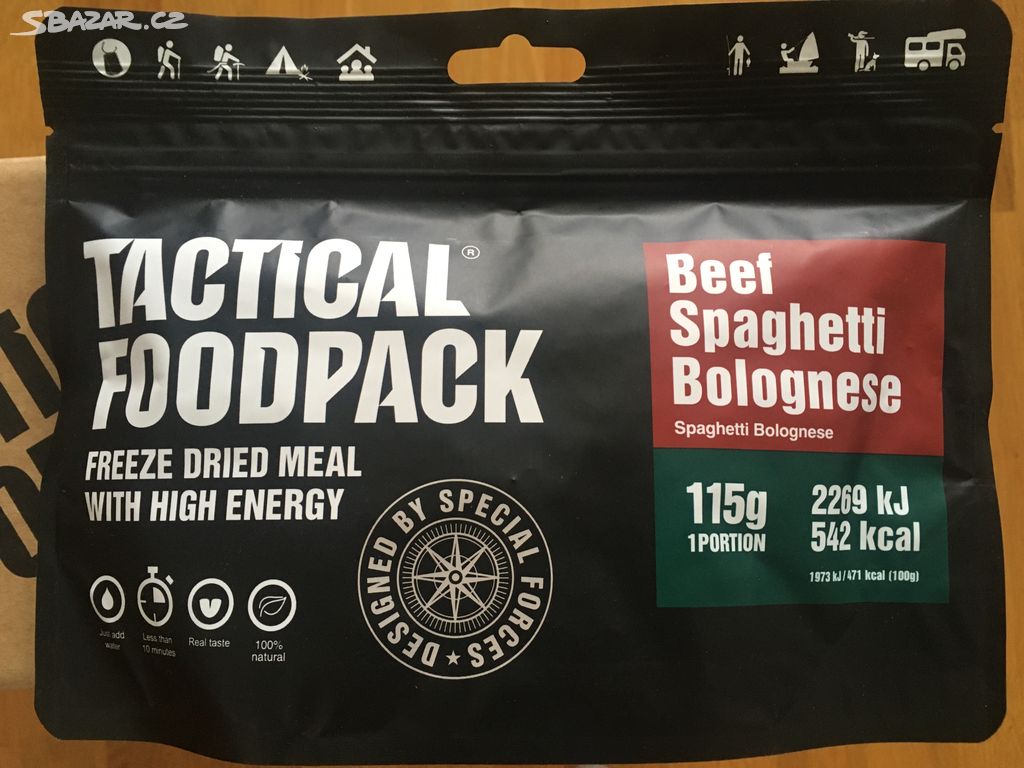 SBAZAR.CZ
TACTICAL®
FOODPACK
FREEZE DRIED MEAL
WITH HIGH ENERGY
Just add
water
Less than
10 minutes
Real taste
100%
natural
DESIGNED BY SPECIAL FORCES
Beef
Spaghetti
Bolognese
Spaghetti Bolognese
115g
1 PORTION
2269 kJ
542 kcal
1973 kJ/471 kcal (100g)